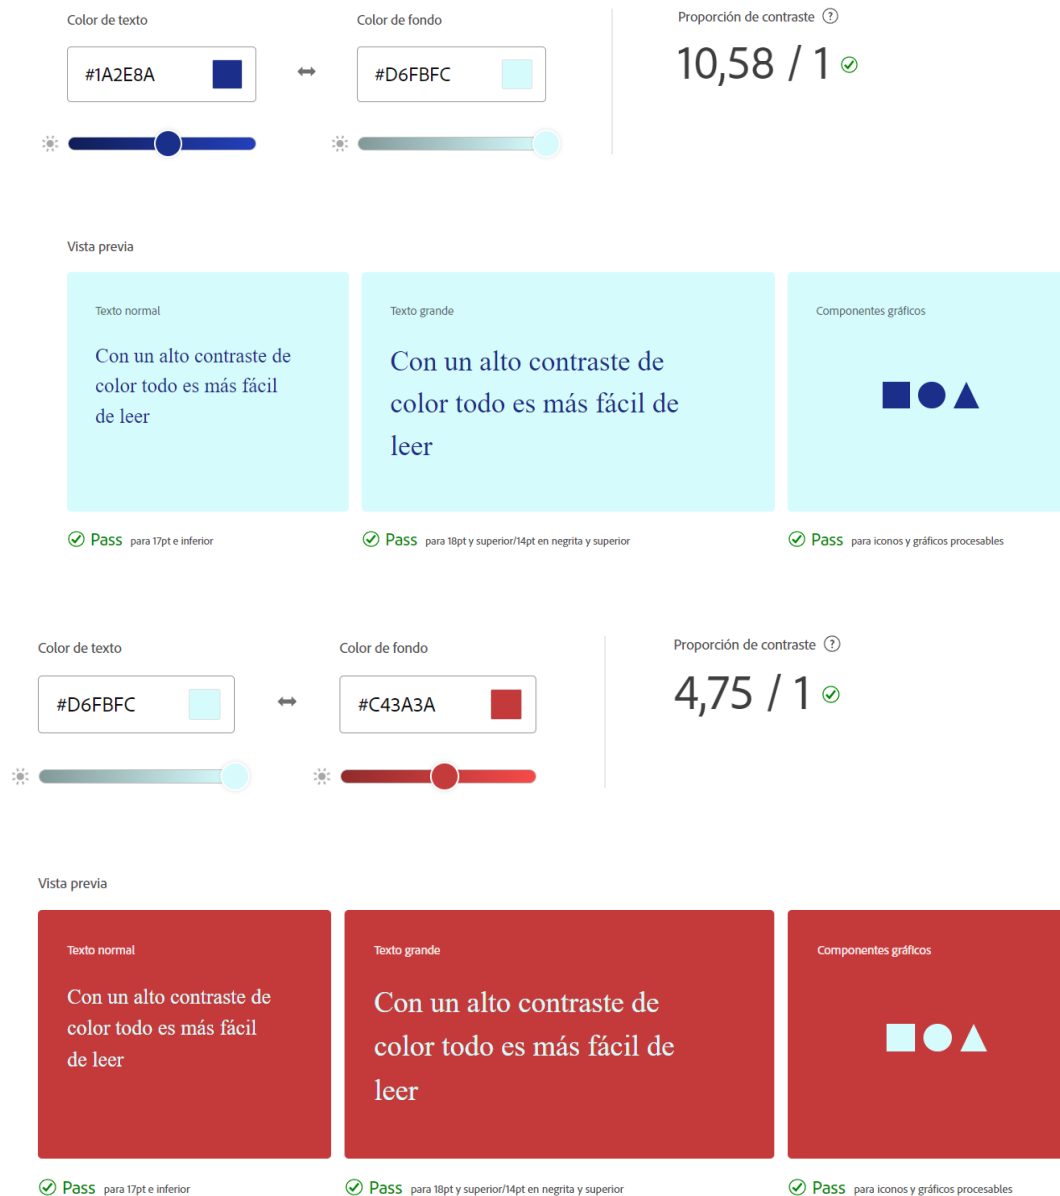 Color de texto
Color de fondo
Proporción de contraste ?
#1A2E8A
#D6FBFC
10,58 / 1
Vista previa
Texto normal
Con un alto contraste de
color todo es más fácil
de leer
Texto grande
Con un alto contraste de
color todo es más fácil de
leer
Componentes gráficos
Pass para 17pt e inferior
Pass para 18pt y superior/14pt en negrita y superior
Pass para iconos y gráficos procesables
Color de texto
Color de fondo
Proporción de contraste ?
#D6FBFC
#C43A3A
4,75 / 1
Vista previa
Texto normal
Con un alto contraste de
color todo es más fácil
de leer
Texto grande
Con un alto contraste de
color todo es más fácil de
leer
Componentes gráficos
Pass para 17pt e inferior
Pass para 18pt y superior/14pt en negrita y superior
Pass para iconos y gráficos procesables